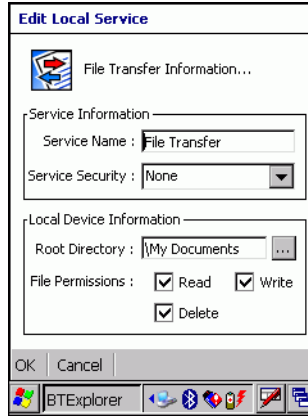 Edit Local Service
File Transfer Information...
Service Information
Service Name : File Transfer
Service Security : None
Local Device Information
Root Directory : \My Documents ...
File Permissions : Read Write
Delete
OK Cancel
BTExplorer